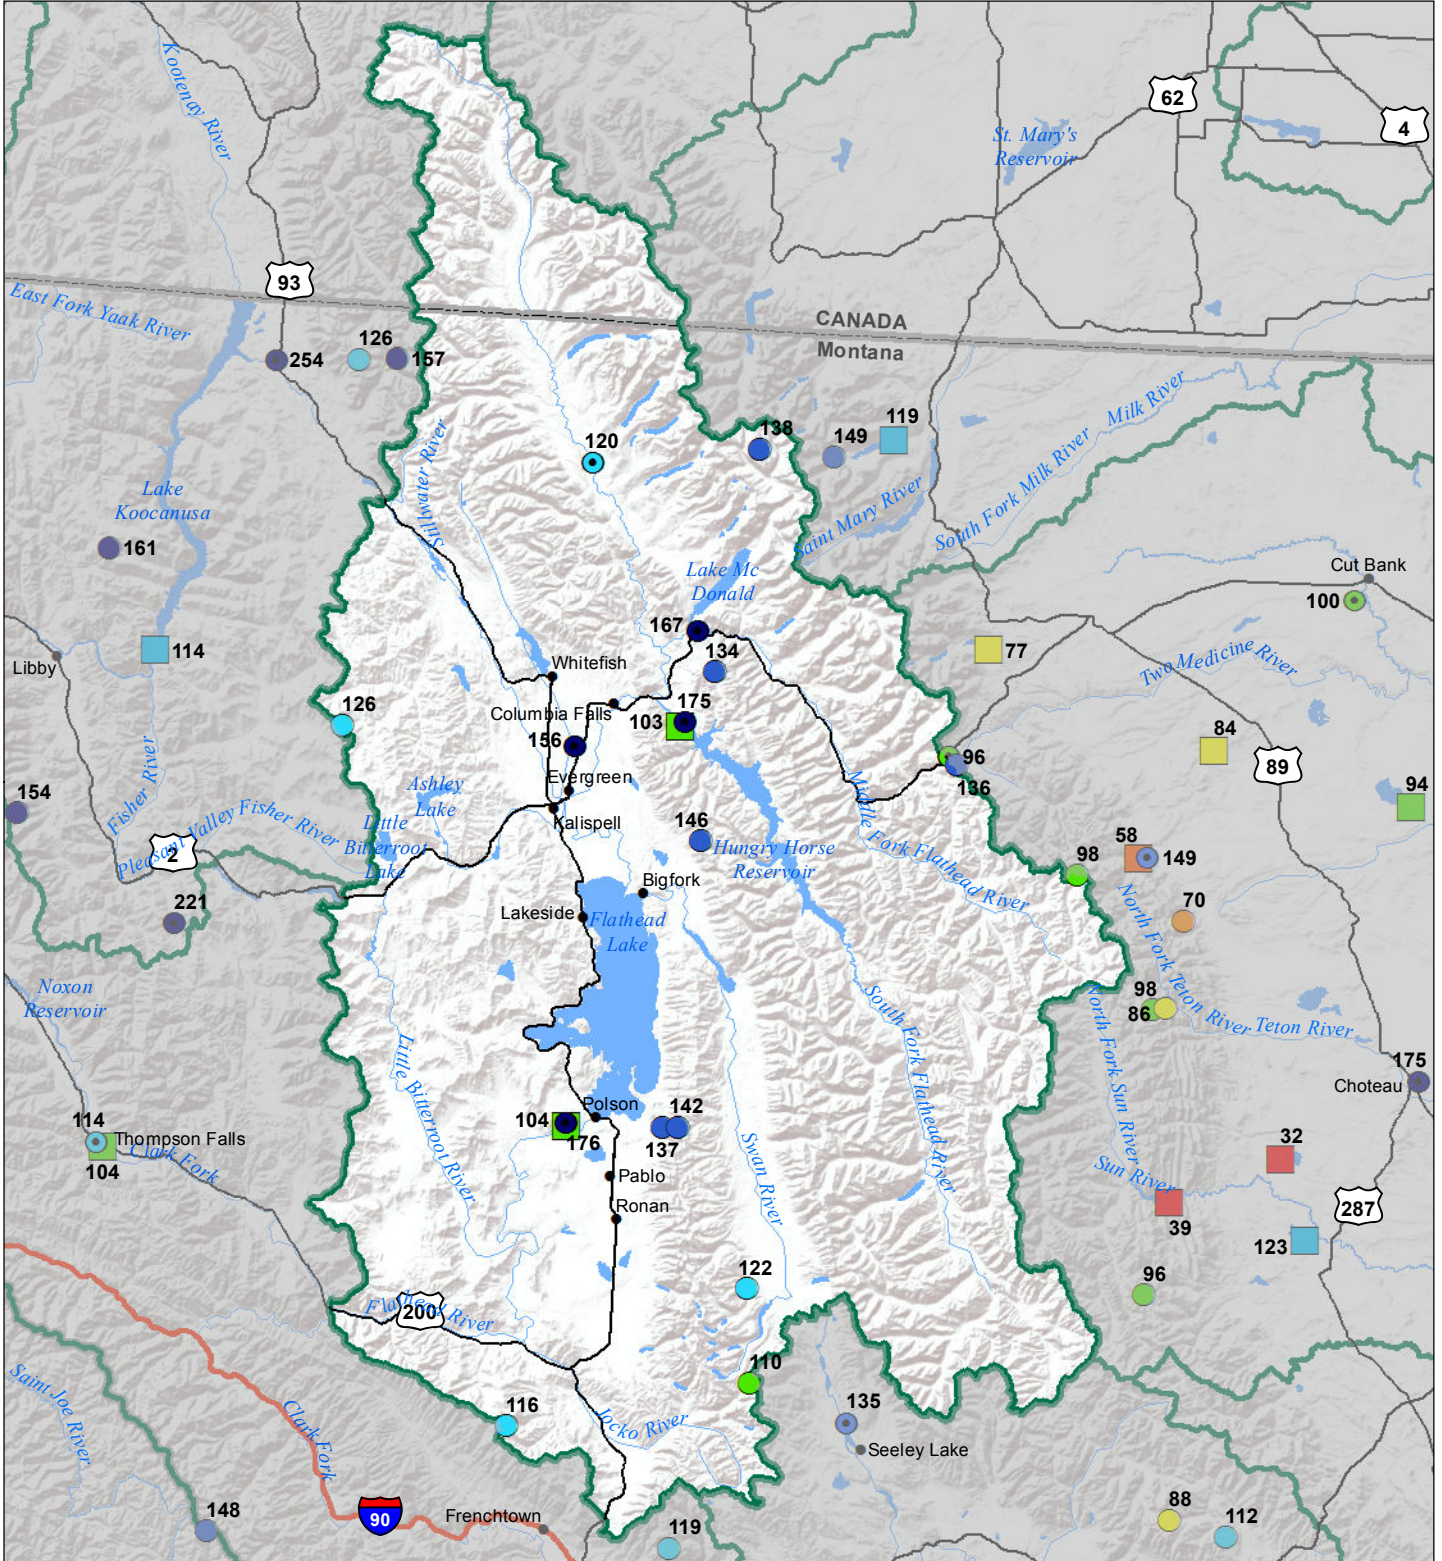 Kootenay River
62
4
St. Mary's
Reservoir
93
East Fork Yaak River
CANADA
Montana
126
254
157
138
149
119
120
Milk River
Stillwater River
South Fork Milk River
Saint Mary River
Lake
Koocanusa
161
Lake Mc
Donald
Cut Bank
100
167
134
114
Libby
77
Two Medicine River
Whitefish
126
Columbia Falls
103
175
156
84
96
136
89
94
Evergreen
Ashley
Lake
Fisher River
154
Pleasant Valley Fisher River
2
Little
Bitterroot
Lake
Kalispell
146
Hungry Horse
Reservoir
Middle Fork Flathead River
58
149
98
221
Bigfork
Lakeside
Flathead
Lake
70
North Fork Teton River
Noxon
Reservoir
98
86
Teton River
North Fork Sun River
South Fork Flathead River
Little Bitterroot River
175
Choteau
Polson
104
176
142
137
114
Thompson Falls
104
Clark Fork
Swan River
32
Sun River
39
Pablo
Ronan
287
123
96
122
Flathead River
200
110
116
Jocko River
135
Seeley Lake
Saint Joe River
Clark Fork
148
90
Frenchtown
119
88
112